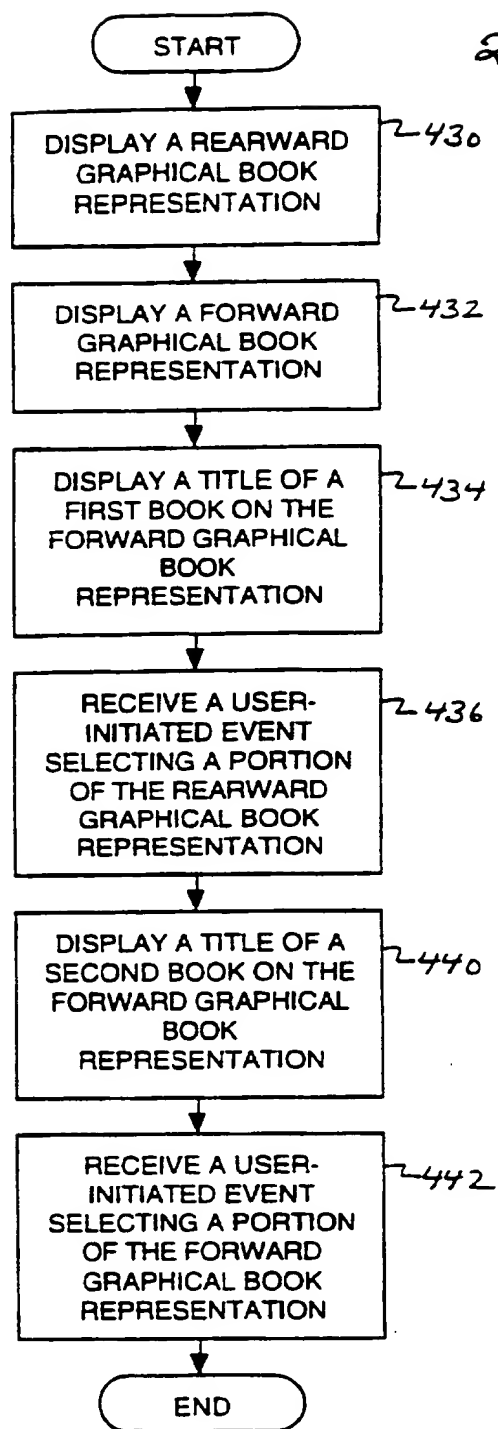 START
2
DISPLAY A REARWARD
GRAPHICAL BOOK
REPRESENTATION
430
DISPLAY A FORWARD
GRAPHICAL BOOK
REPRESENTATION
432
DISPLAY A TITLE OF A
FIRST BOOK ON THE
FORWARD GRAPHICAL
BOOK
REPRESENTATION
434
RECEIVE A USER-
INITIATED EVENT
SELECTING A PORTION
OF THE REARWARD
GRAPHICAL BOOK
REPRESENTATION
436
DISPLAY A TITLE OF A
SECOND BOOK ON THE
FORWARD GRAPHICAL
BOOK
REPRESENTATION
440
RECEIVE A USER-
INITIATED EVENT
SELECTING A PORTION
OF THE FORWARD
GRAPHICAL BOOK
REPRESENTATION
442
END